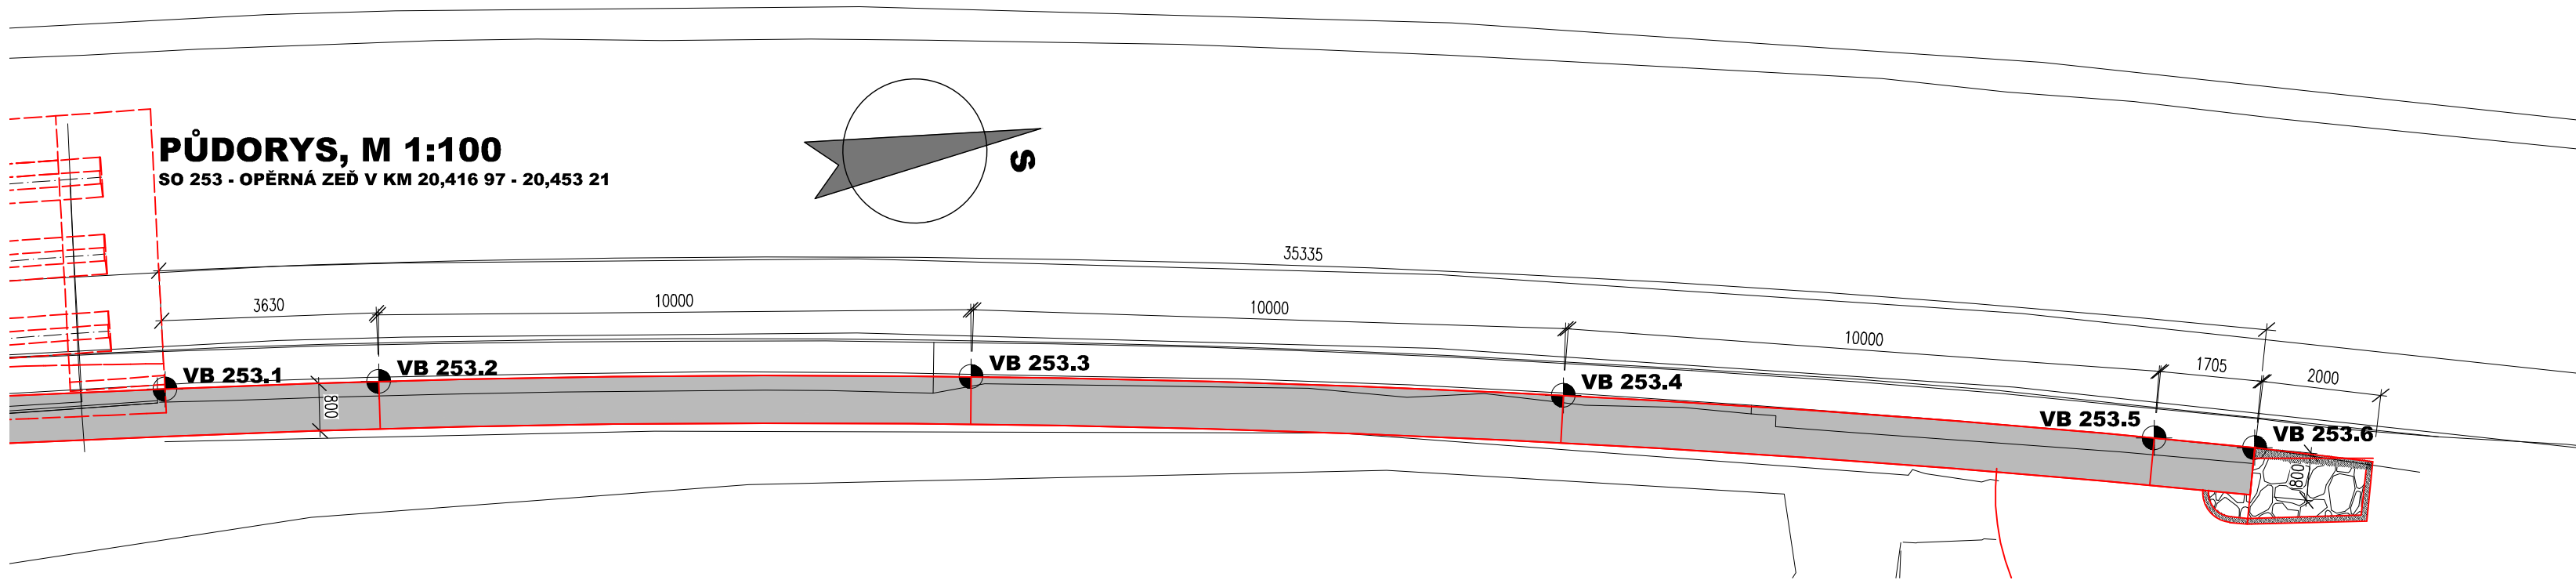 PŮDORYS, M 1:100
SO 253 - OPĚRNÁ ZEĎ V KM 20,416 97 - 20,453 21
S
35335
3630
10000
10000
10000
1705
2000
VB 253.1
VB 253.2
VB 253.3
VB 253.4
VB 253.5
VB 253.6
800
800